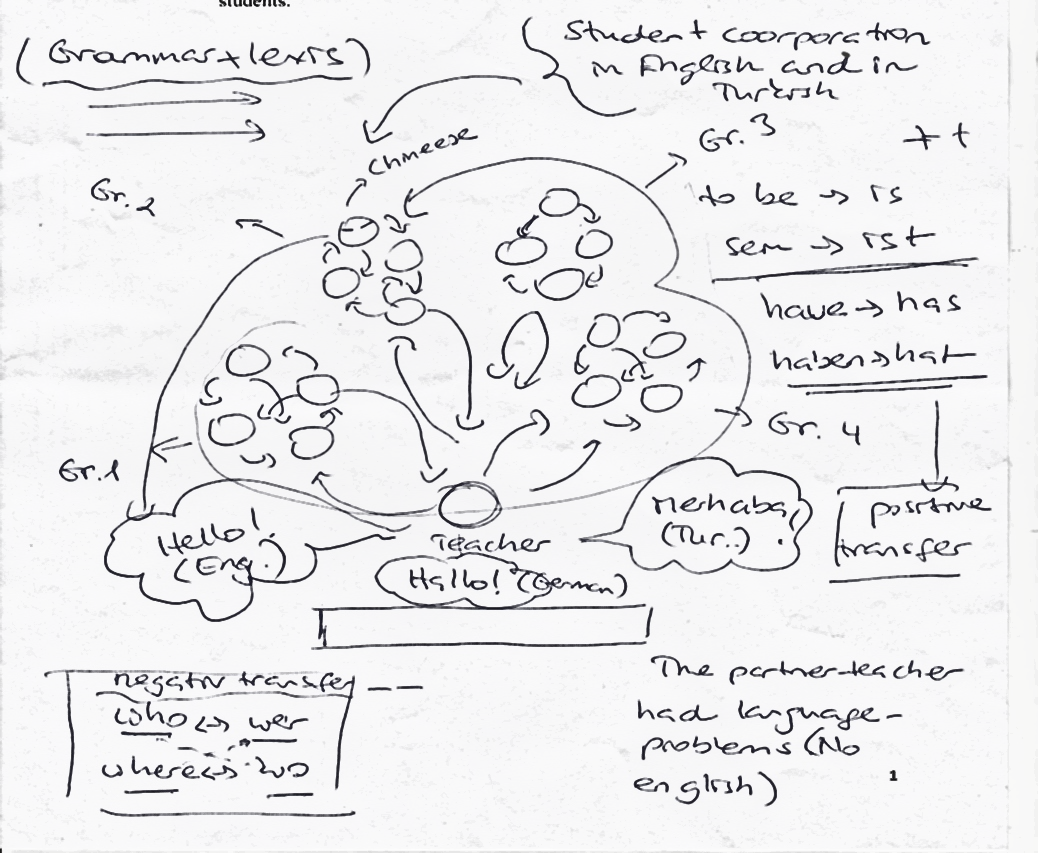 students.
(Grammar + lexis)
Student coorporation
in English and in
Turkish
chineese
Gr. 3
+ +
Gr. 2
to be → is
sein → ist
have → has
haben → hat
Gr. 4
Gr. 1
positive
transfer
Hello!
(Eng.)
Teacher
Hallo! (German)
Merhaba,
(Tur..)
negativ transfer
who ↔ wer
where ↔ wo
The partner-teacher
had language-
problems (No
english)
1